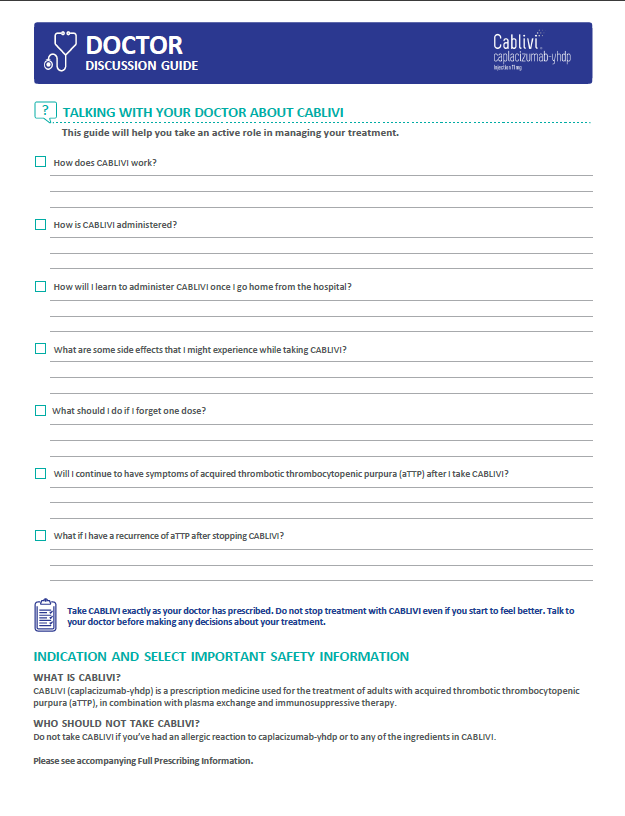 DOCTOR
DISCUSSION GUIDE
Cablivi
caplacizumab-yhdp
Injection 11mg
?
TALKING WITH YOUR DOCTOR ABOUT CABLIVI
This guide will help you take an active role in managing your treatment.
How does CABLIVI work?
How is CABLIVI administered?
How will I learn to administer CABLIVI once I go home from the hospital?
What are some side effects that I might experience while taking CABLIVI?
What should I do if I forget one dose?
Will I continue to have symptoms of acquired thrombotic thrombocytopenic purpura (aTTP) after I take CABLIVI?
What if I have a recurrence of aTTP after stopping CABLIVI?
Take CABLIVI exactly as your doctor has prescribed. Do not stop treatment with CABLIVI even if you start to feel better. Talk to
your doctor before making any decisions about your treatment.
INDICATION AND SELECT IMPORTANT SAFETY INFORMATION
WHAT IS CABLIVI?
CABLIVI (caplacizumab-yhdp) is a prescription medicine used for the treatment of adults with acquired thrombotic thrombocytopenic
purpura (aTTP), in combination with plasma exchange and immunosuppressive therapy.
WHO SHOULD NOT TAKE CABLIVI?
Do not take CABLIVI if you've had an allergic reaction to caplacizumab-yhdp or to any of the ingredients in CABLIVI.
Please see accompanying Full Prescribing Information.